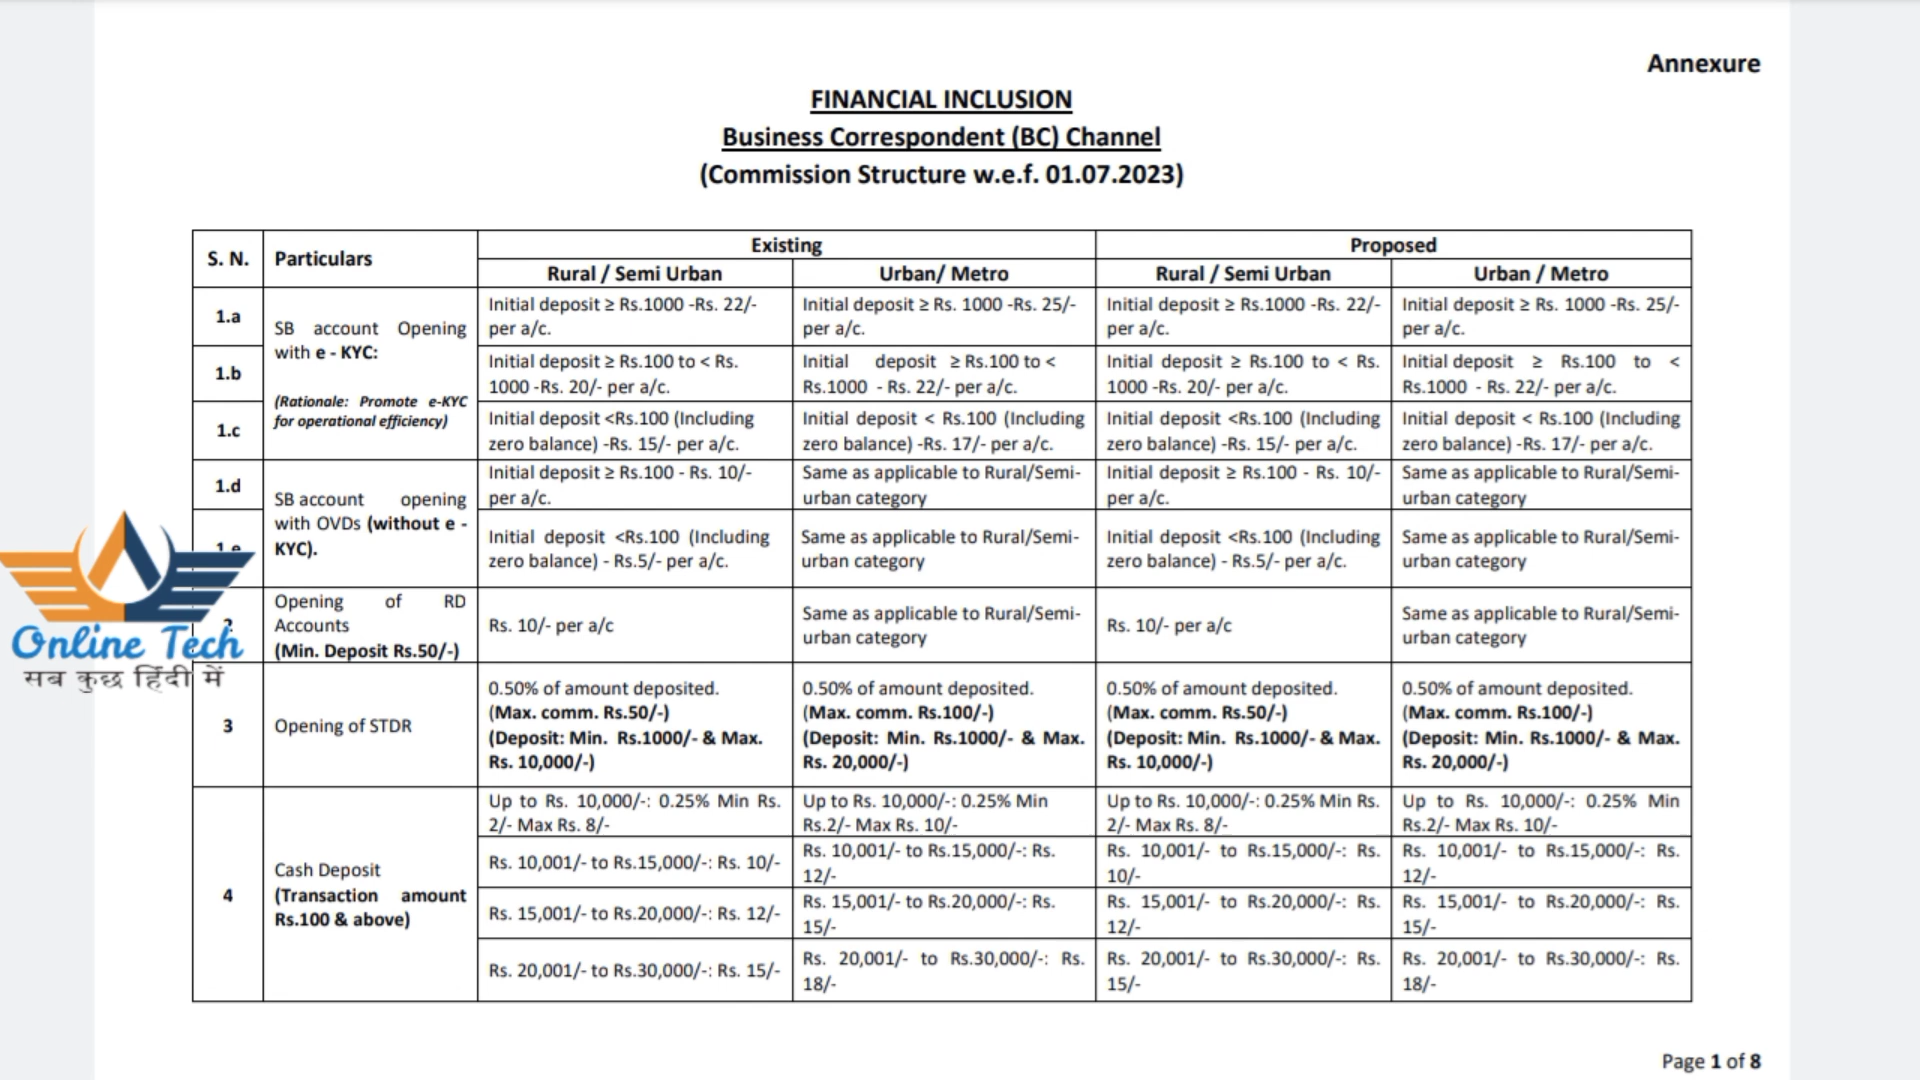 Annexure
FINANCIAL INCLUSION
Business Correspondent (BC) Channel
(Commission Structure w.e.f. 01.07.2023)
S. N.
Particulars
Existing
Proposed
Rural / Semi Urban
Urban/ Metro
Rural / Semi Urban
Urban / Metro
1.a
SB account Opening
with e - KYC:
(Rationale: Promote e-KYC
for operational efficiency)
Initial deposit ≥ Rs.1000 -Rs. 22/-
per a/c.
Initial deposit ≥ Rs. 1000 -Rs. 25/-
per a/c.
Initial deposit ≥ Rs.1000 -Rs. 22/-
per a/c.
Initial deposit ≥ Rs. 1000 -Rs. 25/-
per a/c.
1.b
Initial deposit ≥ Rs.100 to < Rs.
1000 -Rs. 20/- per a/c.
Initial deposit ≥ Rs.100 to <
Rs.1000 - Rs. 22/- per a/c.
Initial deposit ≥ Rs.100 to < Rs.
1000 -Rs. 20/- per a/c.
Initial deposit ≥ Rs.100 to <
Rs.1000 - Rs. 22/- per a/c.
1.c
Initial deposit <Rs.100 (Including
zero balance) -Rs. 15/- per a/c.
Initial deposit < Rs.100 (Including
zero balance) -Rs. 17/- per a/c.
Initial deposit <Rs.100 (Including
zero balance) -Rs. 15/- per a/c.
Initial deposit < Rs.100 (Including
zero balance) -Rs. 17/- per a/c.
1.d
SB account opening
with OVDs (without e -
KYC).
Initial deposit ≥ Rs.100 - Rs. 10/-
per a/c.
Same as applicable to Rural/Semi-
urban category
Initial deposit ≥ Rs.100 - Rs. 10/-
per a/c.
Same as applicable to Rural/Semi-
urban category
1.e
Initial deposit <Rs.100 (Including
zero balance) - Rs.5/- per a/c.
Same as applicable to Rural/Semi-
urban category
Initial deposit <Rs.100 (Including
zero balance) - Rs.5/- per a/c.
Same as applicable to Rural/Semi-
urban category
2
Opening of RD
Accounts
(Min. Deposit Rs.50/-)
Rs. 10/- per a/c
Same as applicable to Rural/Semi-
urban category
Rs. 10/- per a/c
Same as applicable to Rural/Semi-
urban category
Online Tech
सब कुछ हिंदी में
3
Opening of STDR
0.50% of amount deposited.
(Max. comm. Rs.50/-)
(Deposit: Min. Rs.1000/- & Max.
Rs. 10,000/-)
0.50% of amount deposited.
(Max. comm. Rs.100/-)
(Deposit: Min. Rs.1000/- & Max.
Rs. 20,000/-)
0.50% of amount deposited.
(Max. comm. Rs.50/-)
(Deposit: Min. Rs.1000/- & Max.
Rs. 10,000/-)
0.50% of amount deposited.
(Max. comm. Rs.100/-)
(Deposit: Min. Rs.1000/- & Max.
Rs. 20,000/-)
4
Cash Deposit
(Transaction amount
Rs.100 & above)
Up to Rs. 10,000/-: 0.25% Min Rs.
2/- Max Rs. 8/-
Up to Rs. 10,000/-: 0.25% Min
Rs.2/- Max Rs. 10/-
Up to Rs. 10,000/-: 0.25% Min Rs.
2/- Max Rs. 8/-
Up to Rs. 10,000/-: 0.25% Min
Rs.2/- Max Rs. 10/-
Rs. 10,001/- to Rs.15,000/-: Rs. 10/-
Rs. 10,001/- to Rs.15,000/-: Rs.
12/-
Rs. 10,001/- to Rs.15,000/-: Rs.
10/-
Rs. 10,001/- to Rs.15,000/-: Rs.
12/-
Rs. 15,001/- to Rs.20,000/-: Rs. 12/-
Rs. 15,001/- to Rs.20,000/-: Rs.
15/-
Rs. 15,001/- to Rs.20,000/-: Rs.
12/-
Rs. 15,001/- to Rs.20,000/-: Rs.
15/-
Rs. 20,001/- to Rs.30,000/-: Rs. 15/-
Rs. 20,001/- to Rs.30,000/-: Rs.
18/-
Rs. 20,001/- to Rs.30,000/-: Rs.
15/-
Rs. 20,001/- to Rs.30,000/-: Rs.
18/-
Page 1 of 8